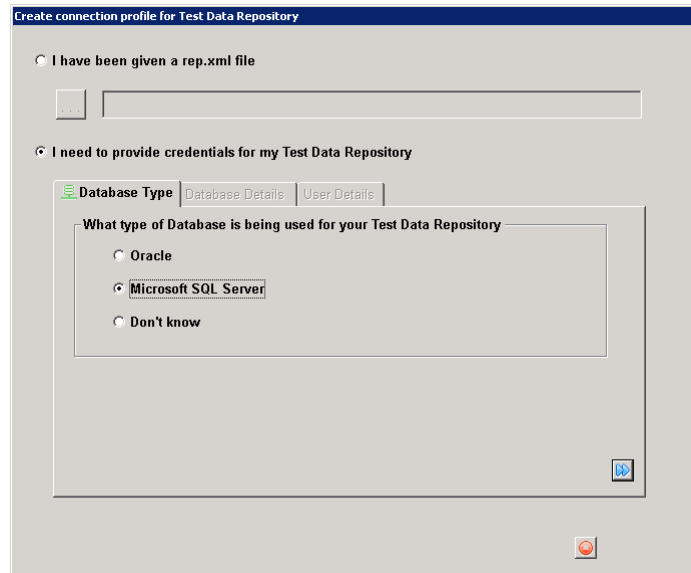 Create connection profile for Test Data Repository
I have been given a rep.xml file
...
I need to provide credentials for my Test Data Repository
Database Type Database Details User Details
What type of Database is being used for your Test Data Repository
Oracle
Microsoft SQL Server
Don't know